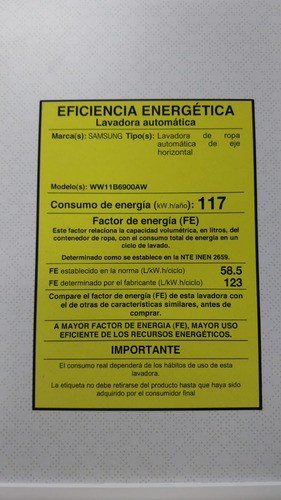 EFICIENCIA ENERGÉTICA
Lavadora automática
Marca(s): SAMSUNG Tipo(s): Lavadora de ropa
automática de eje
horizontal
Modelo(s): WW11B6900AW
Consumo de energía (kW.h/año): 117
Factor de energía (FE)
Este factor relaciona la capacidad volumétrica, en litros, del
contenedor de ropa, con el consumo total de energía en un
ciclo de lavado.
Determinado como se establece en la NTE INEN 2659.
FE establecido en la norma (L/kW.h/ciclo) 58.5
FE determinado por el fabricante (L/kW.h/ciclo) 123
Compare el factor de energía (FE) de esta lavadora con
el de otras de características similares, antes de
comprar.
A MAYOR FACTOR DE ENERGIA (FE), MAYOR USO
EFICIENTE DE LOS RECURSOS ENERGÉTICOS.
IMPORTANTE
El consumo real dependerá de los hábitos de uso de esta
lavadora.
La etiqueta no debe retirarse del producto hasta que haya sido
adquirido por el consumidor final